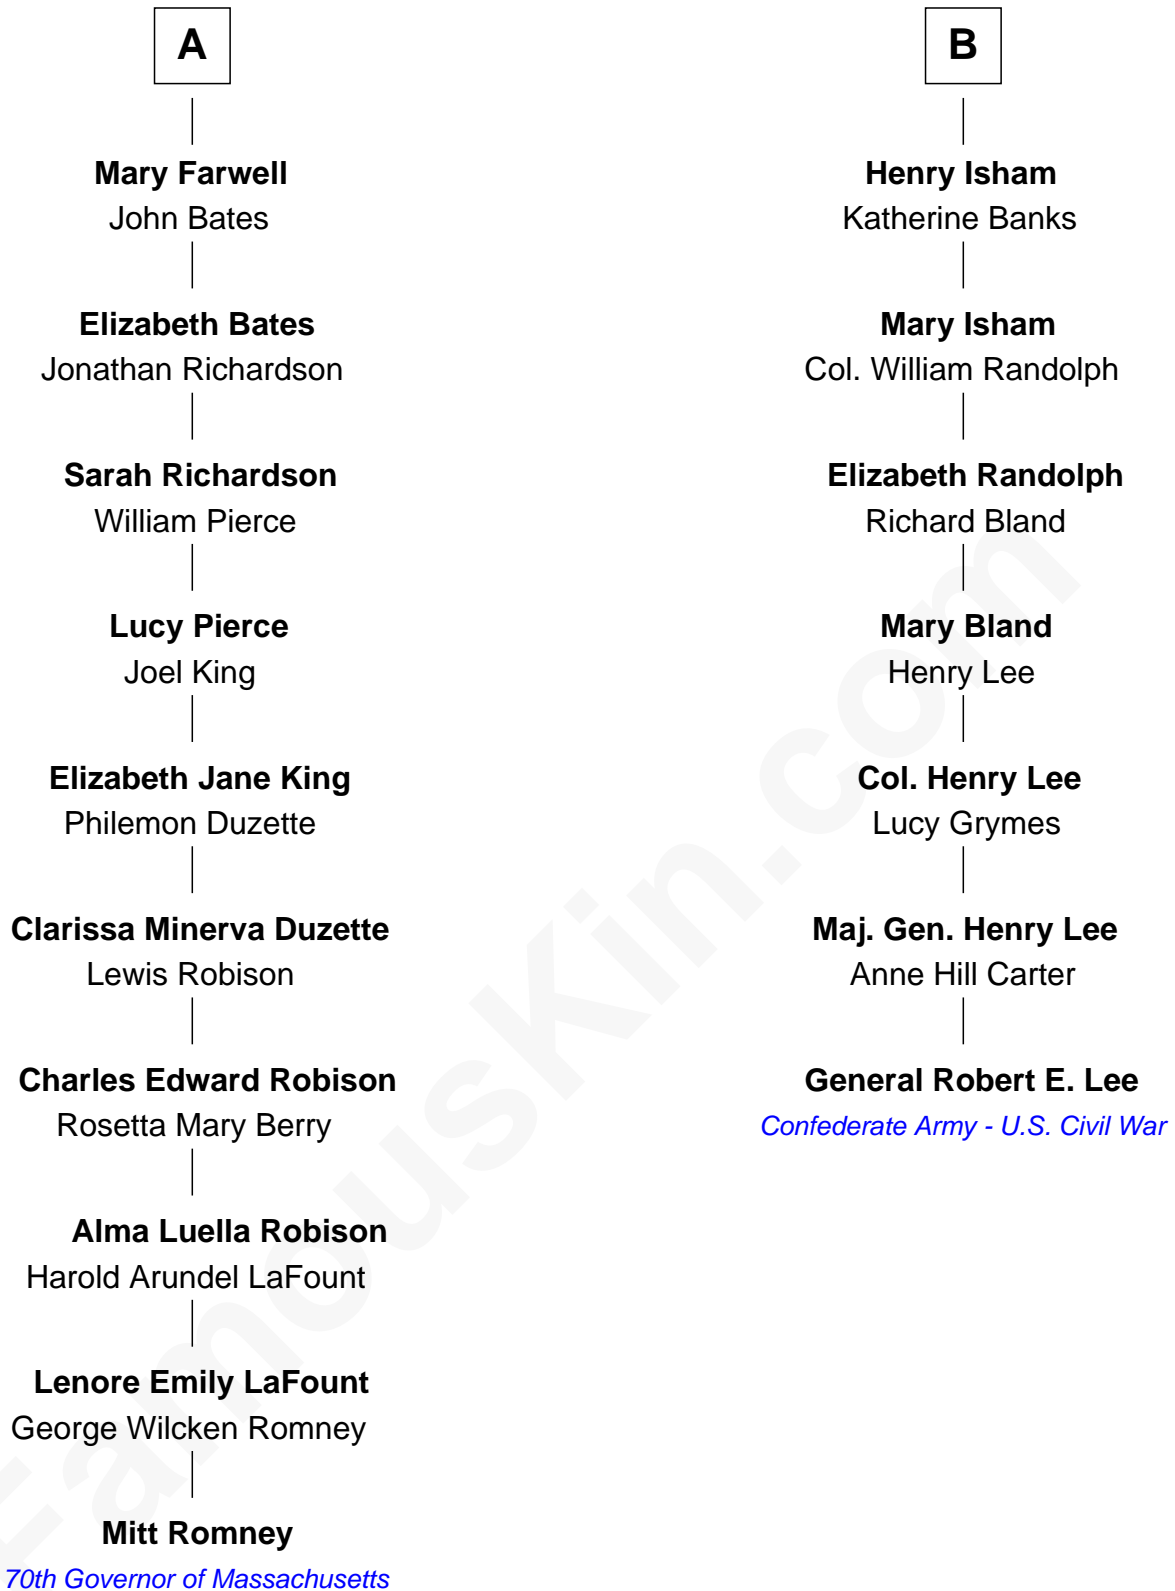 A
Mary Farwell
John Bates
Elizabeth Bates
Jonathan Richardson
Sarah Richardson
William Pierce
Lucy Pierce
Joel King
Elizabeth Jane King
Philemon Duzette
Clarissa Minerva Duzette
Lewis Robison
Charles Edward Robison
Rosetta Mary Berry
Alma Luella Robison
Harold Arundel LaFount
Lenore Emily LaFount
George Wilcken Romney
Mitt Romney
70th Governor of Massachusetts
B
Henry Isham
Katherine Banks
Mary Isham
Col. William Randolph
Elizabeth Randolph
Richard Bland
Mary Bland
Henry Lee
Col. Henry Lee
Lucy Grymes
Maj. Gen. Henry Lee
Anne Hill Carter
General Robert E. Lee
Confederate Army - U.S. Civil War
FamousKin.com